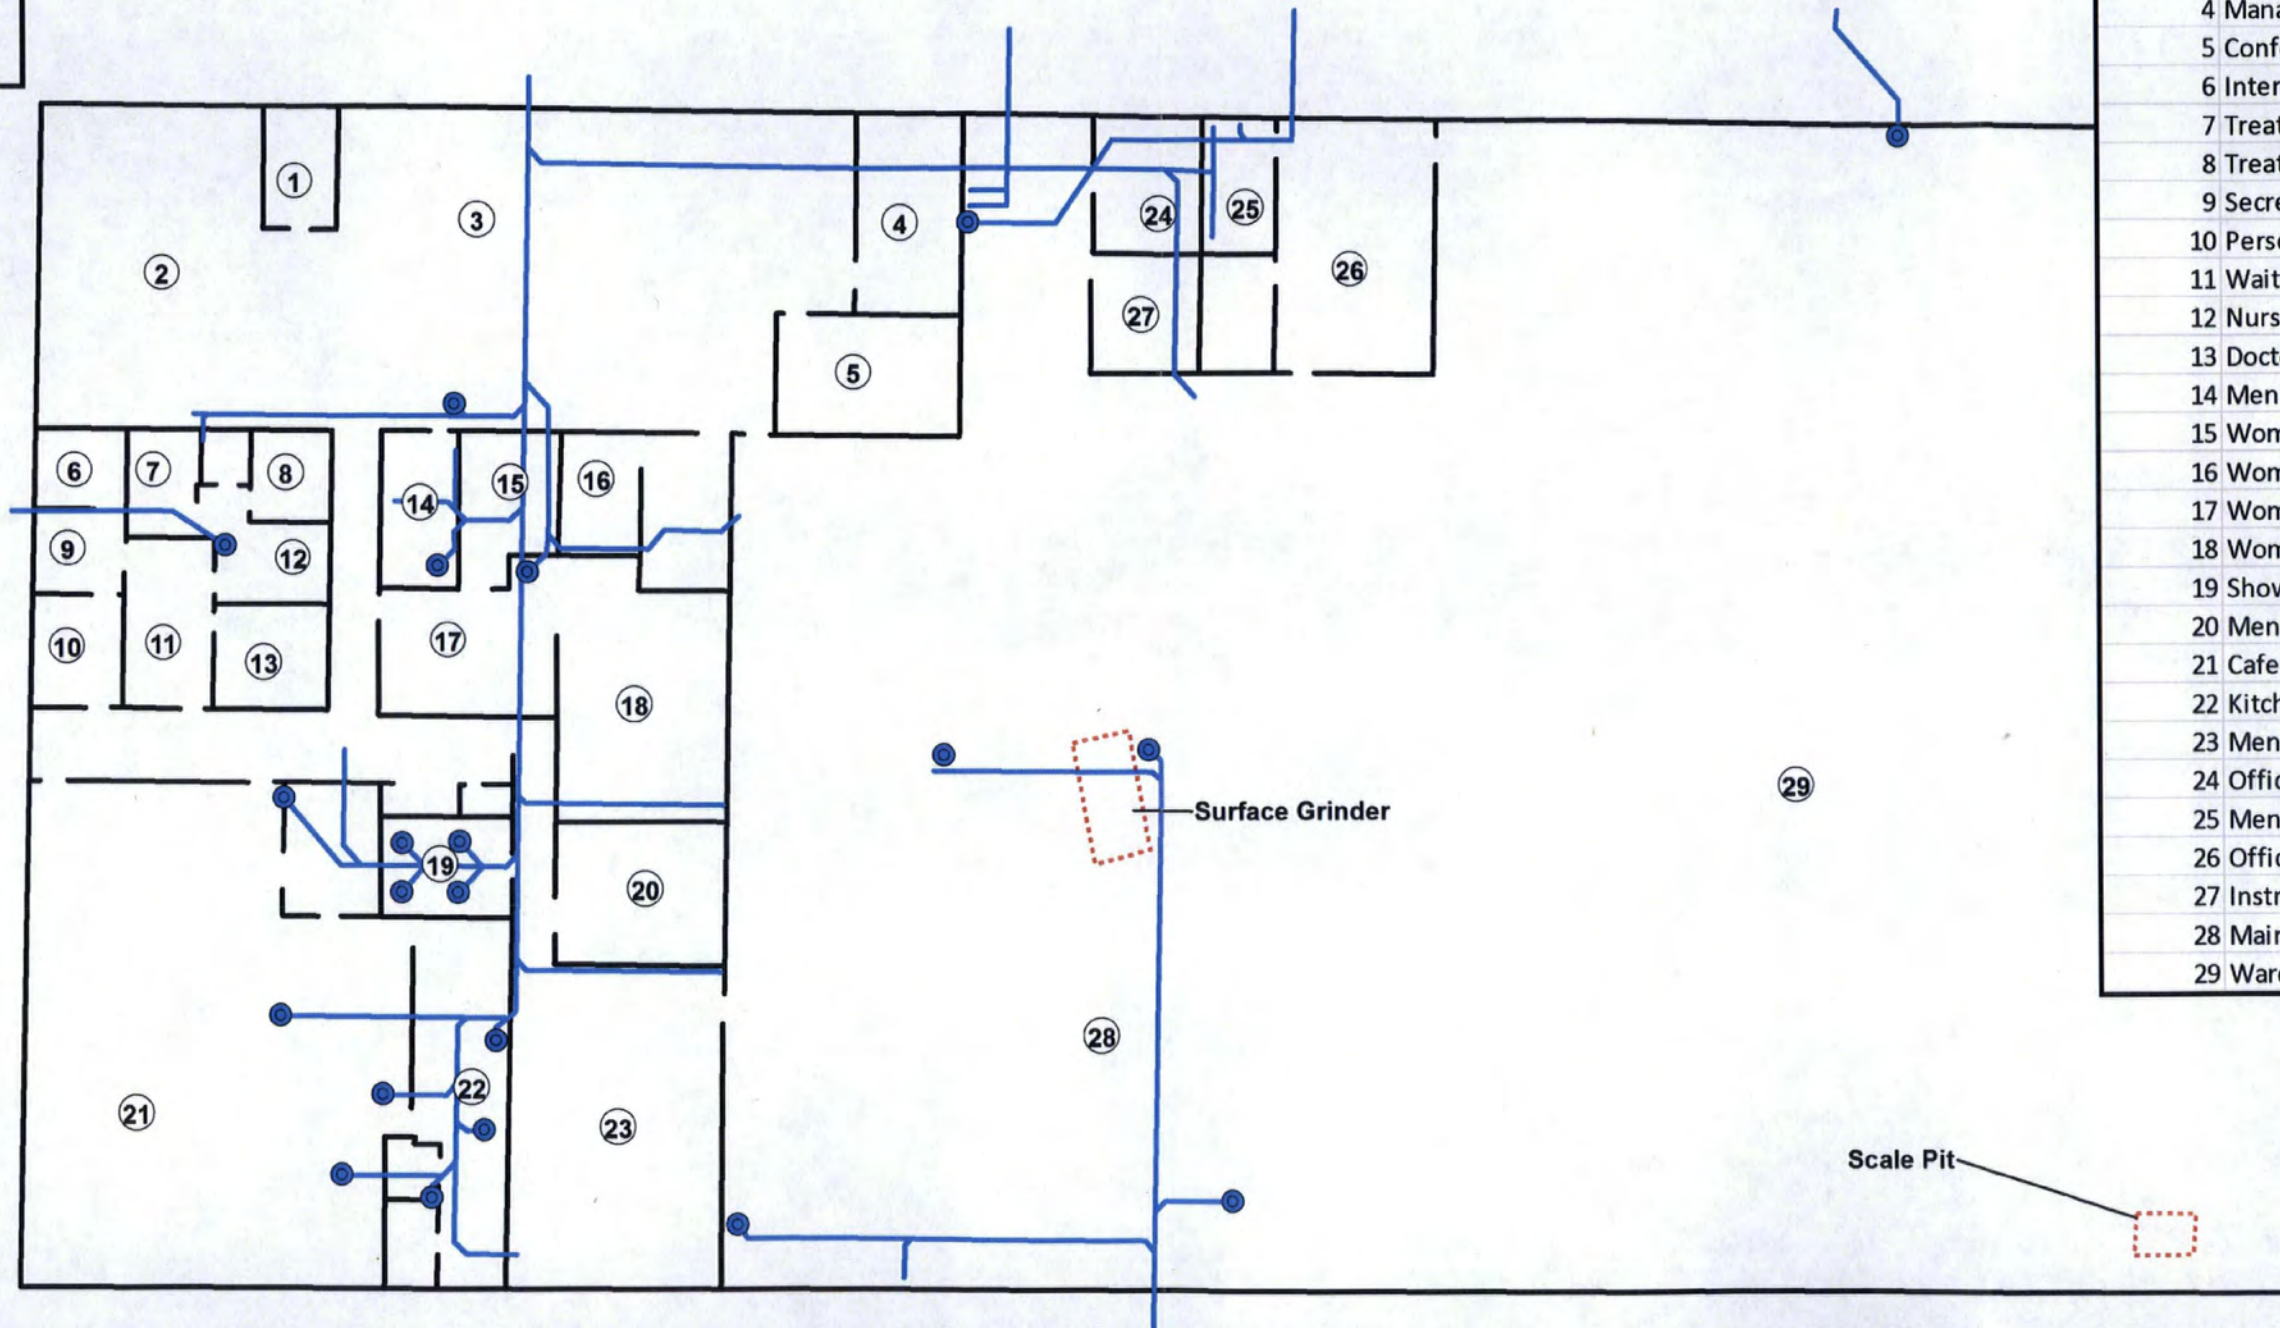 1
2
3
4
5
6
7
8
9
10
11
12
13
14
15
16
17
18
19
20
21
22
23
24
25
26
27
28
29
Surface Grinder
Scale Pit
4 Mana
5 Conf
6 Inter
7 Treat
8 Treat
9 Secre
10 Perso
11 Wait
12 Nurs
13 Doct
14 Men
15 Wom
16 Wom
17 Wom
18 Wom
19 Show
20 Men
21 Cafe
22 Kitch
23 Men
24 Offic
25 Men
26 Offic
27 Instr
28 Main
29 Ware